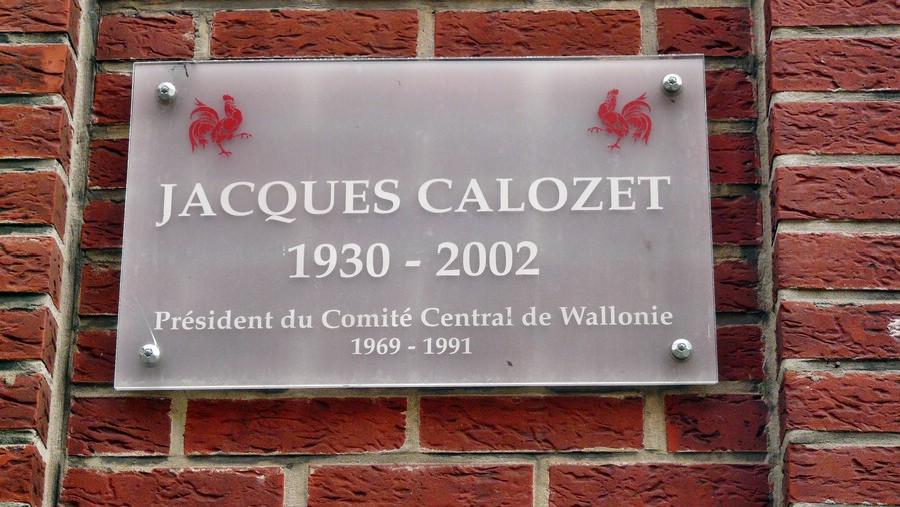 JACQUES CALOZET
1930 - 2002
Président du Comité Central de Wallonie
1969 - 1991